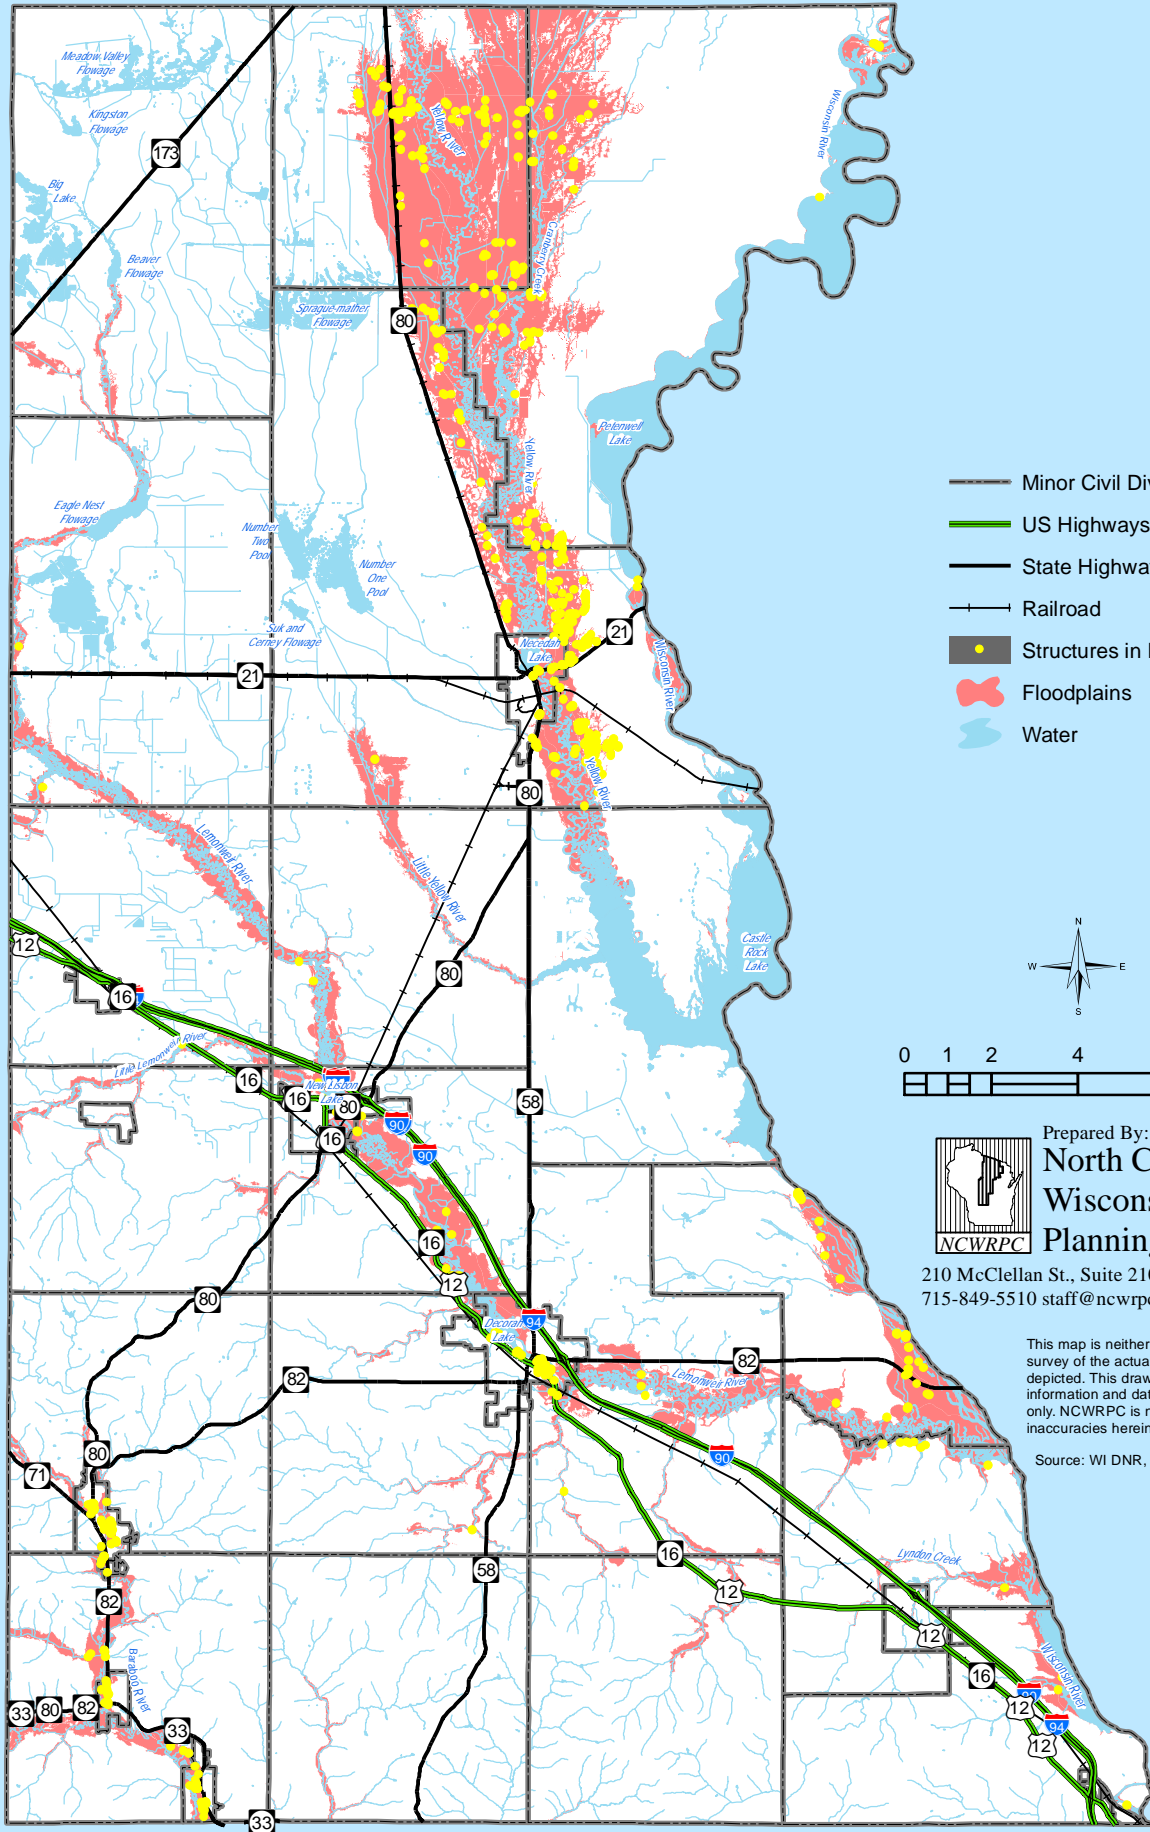 Meadow Valley
Flowage
Kingston
Flowage
173
Big
Lake
Beaver
Flowage
Yellow River
Cranberry Creek
Wisconsin River
Sprague-mather
Flowage
80
Petenwell
Lake
Yellow River
Eagle Nest
Flowage
Number
Two
Pool
Number
One
Pool
Suk and
Cerney Flowage
Necedah
Lake
21
21
Wisconsin River
Yellow River
80
Lemonweir River
Little Yellow River
Castle
Rock
Lake
12
80
16
Little Lemonweir River
16
16
New Lisbon
Lake
80
16
90
90
58
16
12
80
94
Decorah
Lake
82
82
Lemonweir River
80
71
90
82
16
58
12
Lyndon Creek
12
16
Wisconsin River
90
12
94
12
Baraboo River
33
80
82
33
33
Minor Civil Div
US Highways
State Highwa
Railroad
Structures in
Floodplains
Water
N
W
E
S
0 1 2 4
Prepared By:
North C
Wiscons
Planning
NCWRPC
210 McClellan St., Suite 210
715-849-5510 staff@ncwrp
This map is neither
survey of the actua
depicted. This draw
information and dat
only. NCWRPC is n
inaccuracies herein
Source: WI DNR,